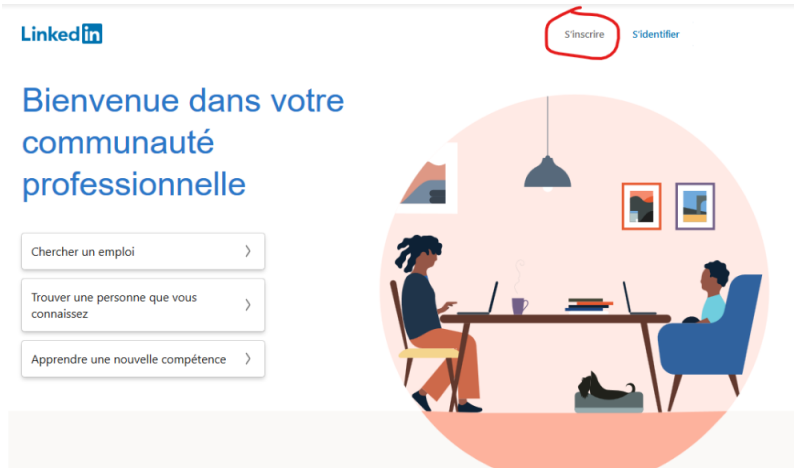 Linkedin
S'inscrire
S'identifier
Bienvenue dans votre
communauté
professionnelle
Chercher un emploi
Trouver une personne que vous
connaissez
Apprendre une nouvelle compétence